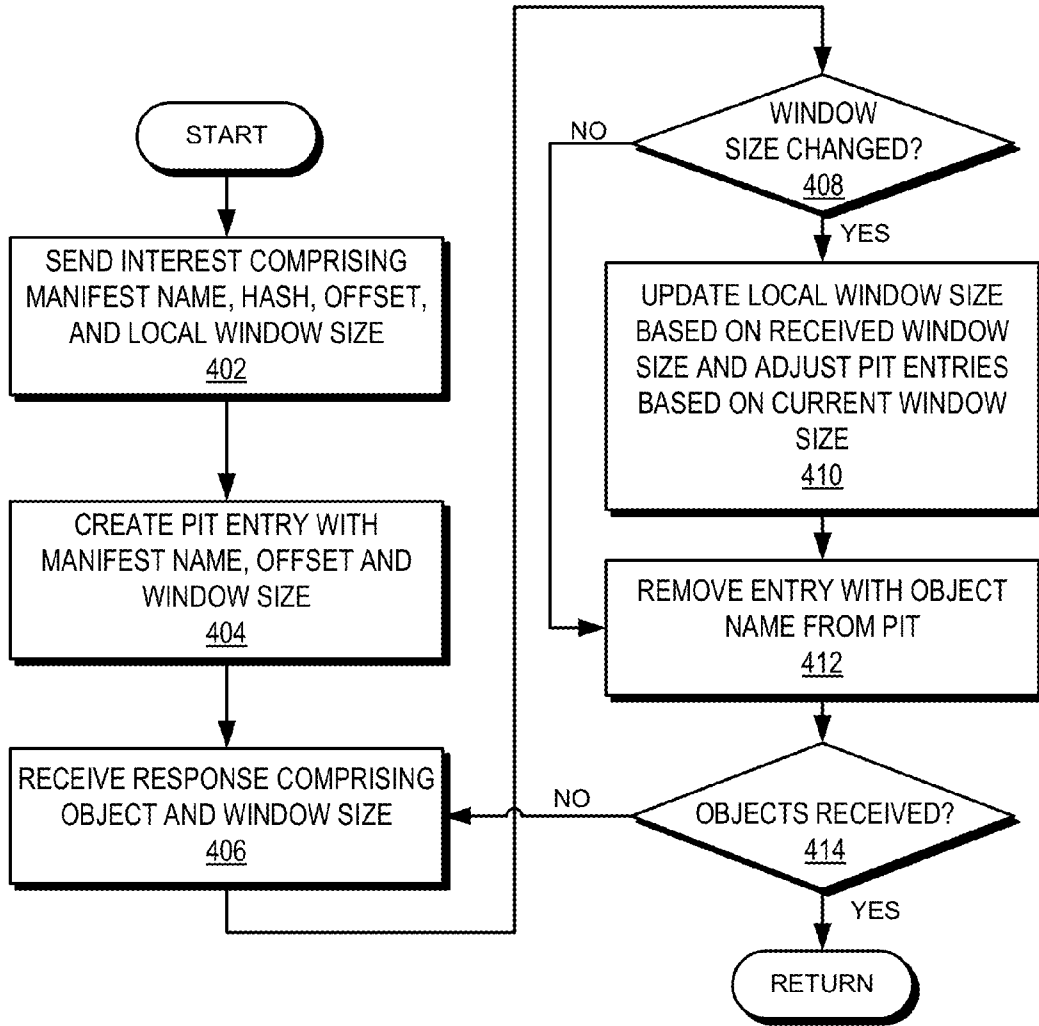 START
SEND INTEREST COMPRISING
MANIFEST NAME, HASH, OFFSET,
AND LOCAL WINDOW SIZE
402
CREATE PIT ENTRY WITH
MANIFEST NAME, OFFSET AND
WINDOW SIZE
404
RECEIVE RESPONSE COMPRISING
OBJECT AND WINDOW SIZE
406
WINDOW
SIZE CHANGED?
408
NO
YES
UPDATE LOCAL WINDOW SIZE
BASED ON RECEIVED WINDOW
SIZE AND ADJUST PIT ENTRIES
BASED ON CURRENT WINDOW
SIZE
410
REMOVE ENTRY WITH OBJECT
NAME FROM PIT
412
OBJECTS RECEIVED?
414
NO
YES
RETURN